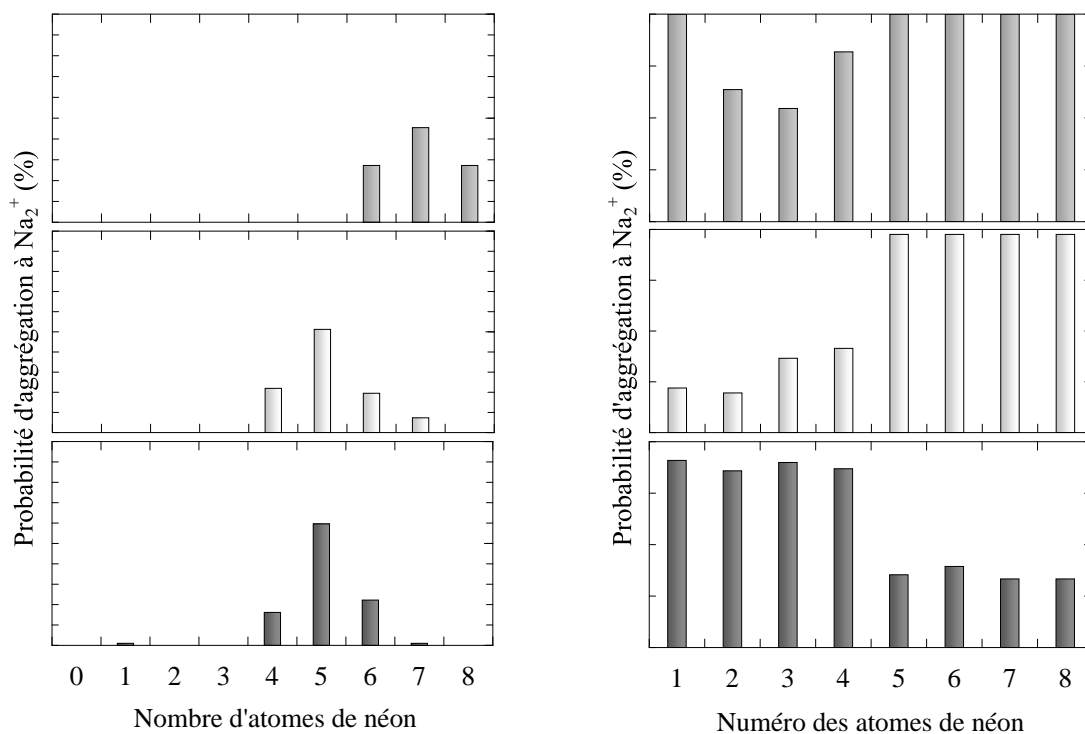 Probabilité d'aggrégation à Na₂⁺ (%)
0 1 2 3 4 5 6 7 8
Nombre d'atomes de néon
Probabilité d'aggrégation à Na₂⁺ (%)
1 2 3 4 5 6 7 8
Numéro des atomes de néon